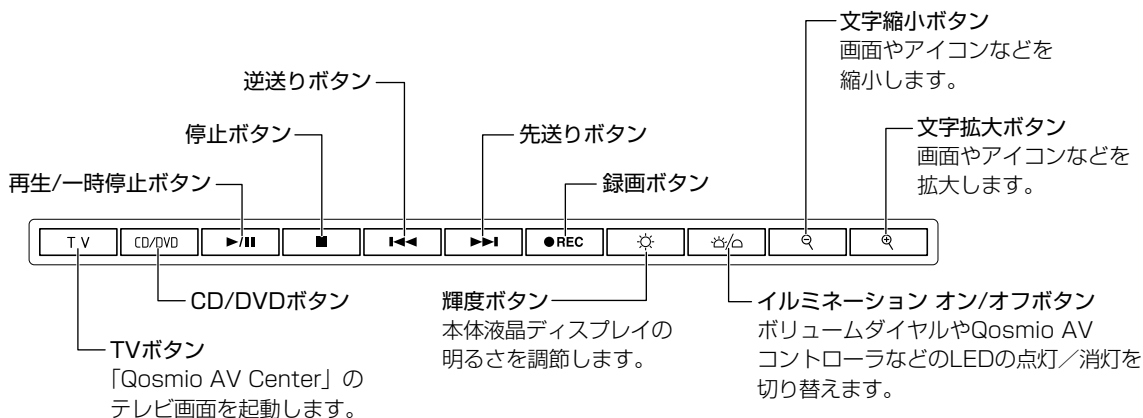 文字縮小ボタン
画面やアイコンなどを
縮小します。
逆送りボタン
停止ボタン
先送りボタン
文字拡大ボタン
画面やアイコンなどを
拡大します。
再生/一時停止ボタン
録画ボタン
TV CD/DVD ►/II ■ I◄◄ ►►I ●REC
CD/DVDボタン
輝度ボタン
本体液晶ディスプレイの
明るさを調節します。
イルミネーション オン/オフボタン
ボリュームダイヤルやQosmio AV
コントローラなどのLEDの点灯／消灯を
切り替えます。
TVボタン
「Qosmio AV Center」の
テレビ画面を起動します。